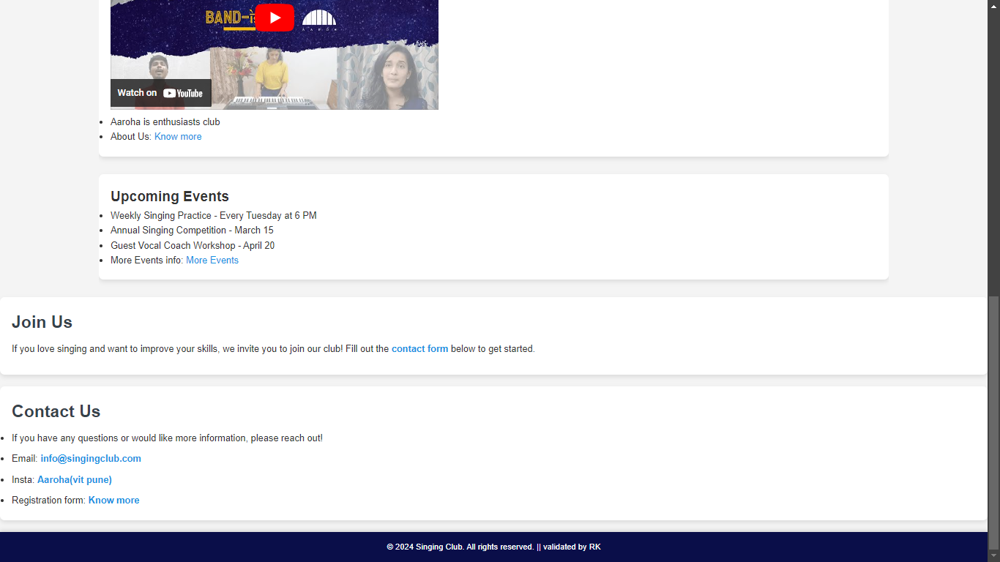 BAND-
AAROH
Watch on YouTube
Aaroha is enthusiasts club
About Us: Know more
Upcoming Events
Weekly Singing Practice - Every Tuesday at 6 PM
Annual Singing Competition - March 15
Guest Vocal Coach Workshop - April 20
More Events info: More Events
Join Us
If you love singing and want to improve your skills, we invite you to join our club! Fill out the contact form below to get started.
Contact Us
If you have any questions or would like more information, please reach out!
Email: info@singingclub.com
Insta: Aaroha(vit pune)
Registration form: Know more
© 2024 Singing Club. All rights reserved. || validated by RK